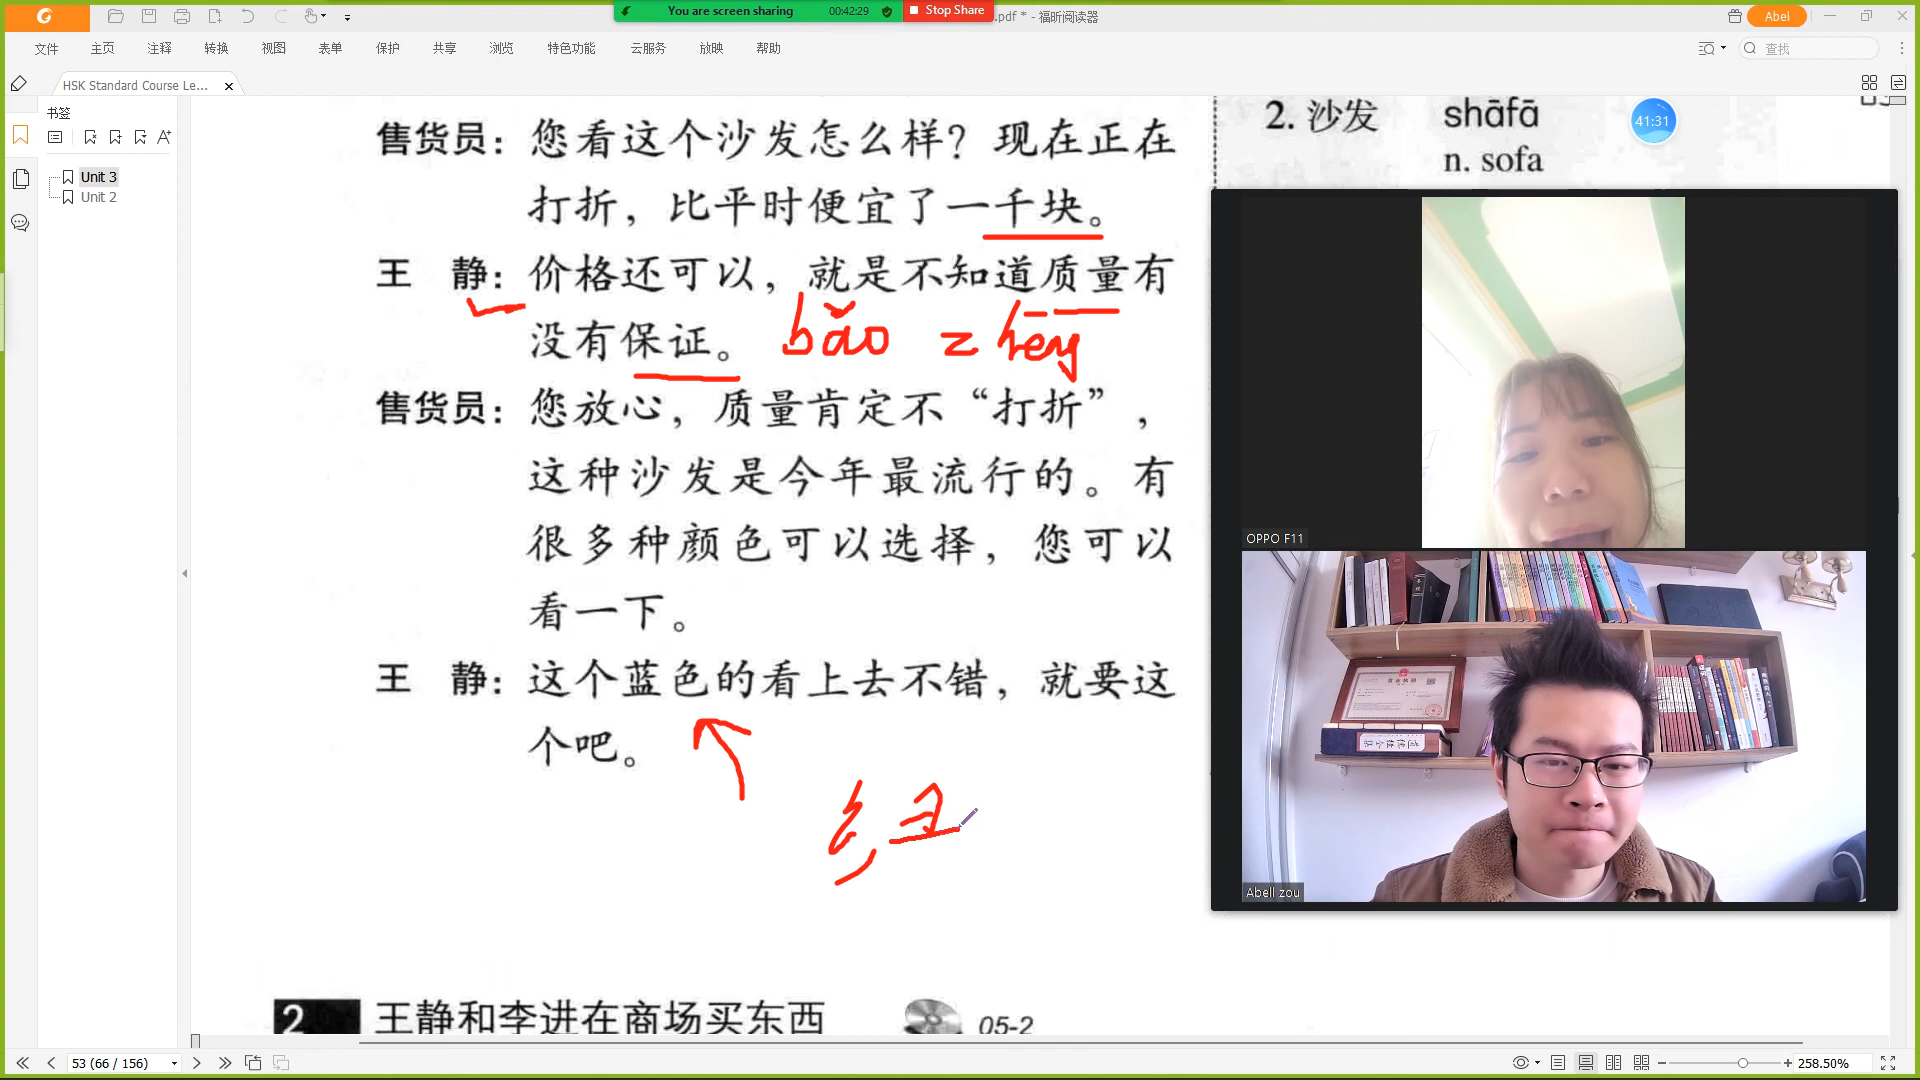 You are screen sharing 00:42:29 Stop Share
.pdf * - 福昕阅读器
Abel
文件 主页 注释 转换 视图 表单 保护 共享 浏览 特色功能 云服务 放映 帮助
查找
HSK Standard Course Le...
书签
Unit 3
Unit 2
售货员：您看这个沙发怎么样？现在正在
打折，比平时便宜了一千块。
王 静：价格还可以，就是不知道质量有
没有保证。
bǎo zhēng
售货员：您放心，质量肯定不“打折”，
这种沙发是今年最流行的。有
很多种颜色可以选择，您可以
看一下。
王 静：这个蓝色的看上去不错，就要这
个吧。
2. 沙发 shāfā
n. sofa
41:31
OPPO F11
营业执照
Abell zou
2 王静和李进在商场买东西 05-2
53 (66 / 156)
258.50%